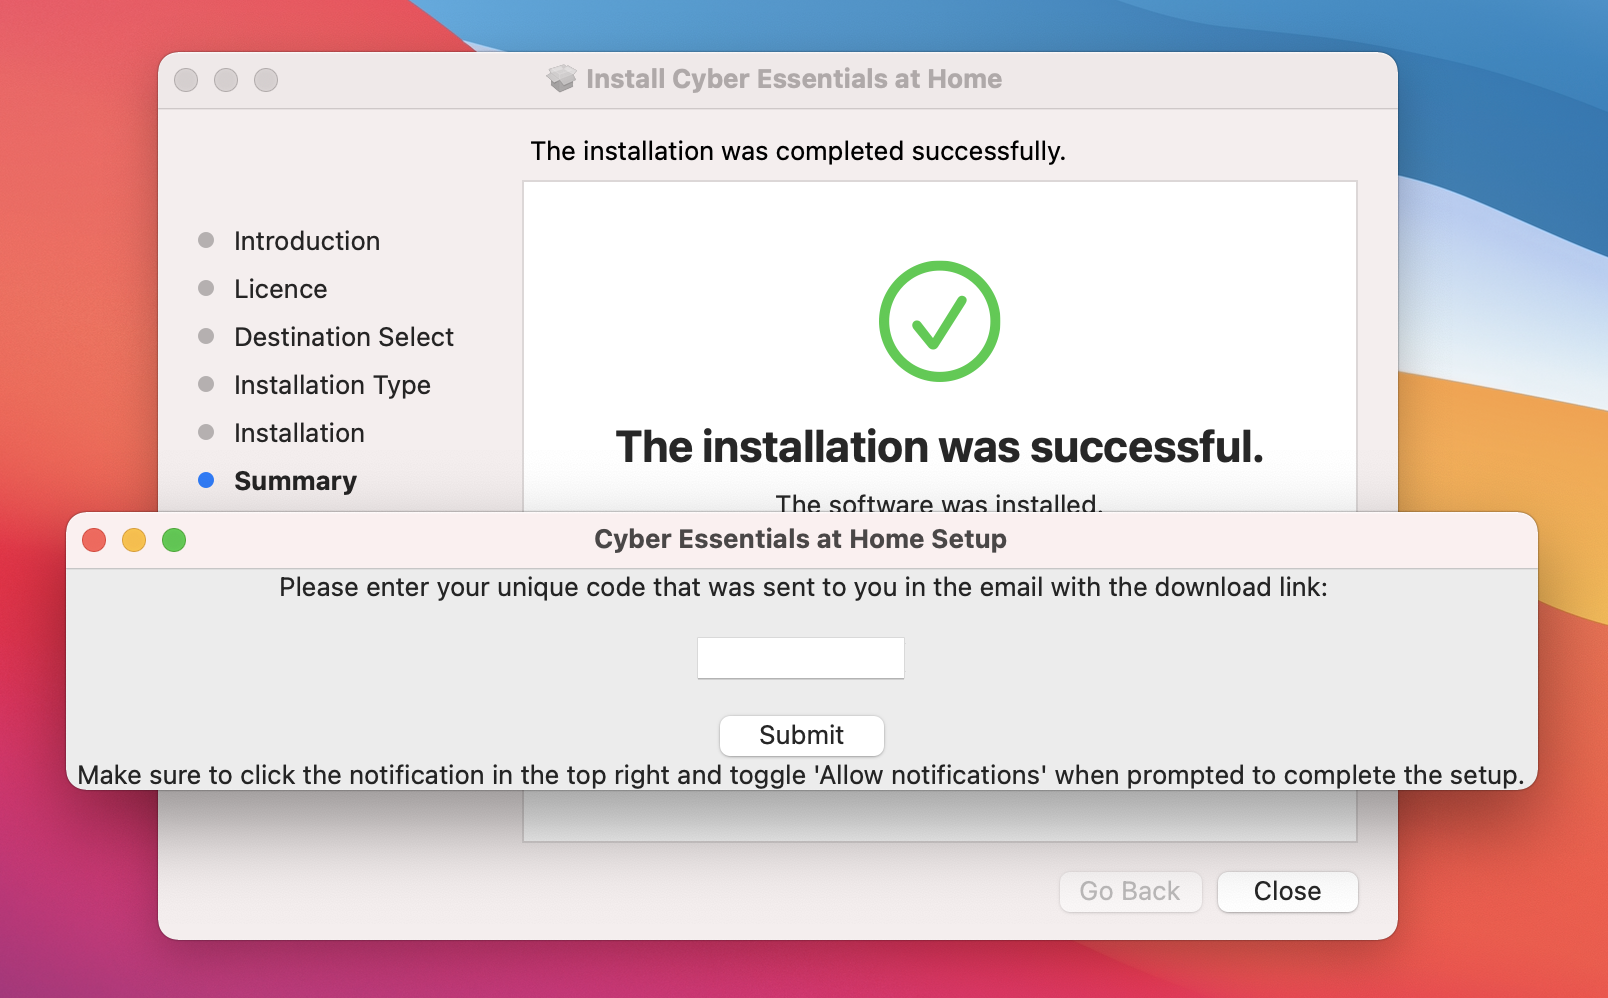 Install Cyber Essentials at Home
The installation was completed successfully.
Introduction
Licence
Destination Select
Installation Type
Installation
Summary
The installation was successful.
The software was installed.
Cyber Essentials at Home Setup
Please enter your unique code that was sent to you in the email with the download link:
Submit
Make sure to click the notification in the top right and toggle 'Allow notifications' when prompted to complete the setup.
Go Back
Close